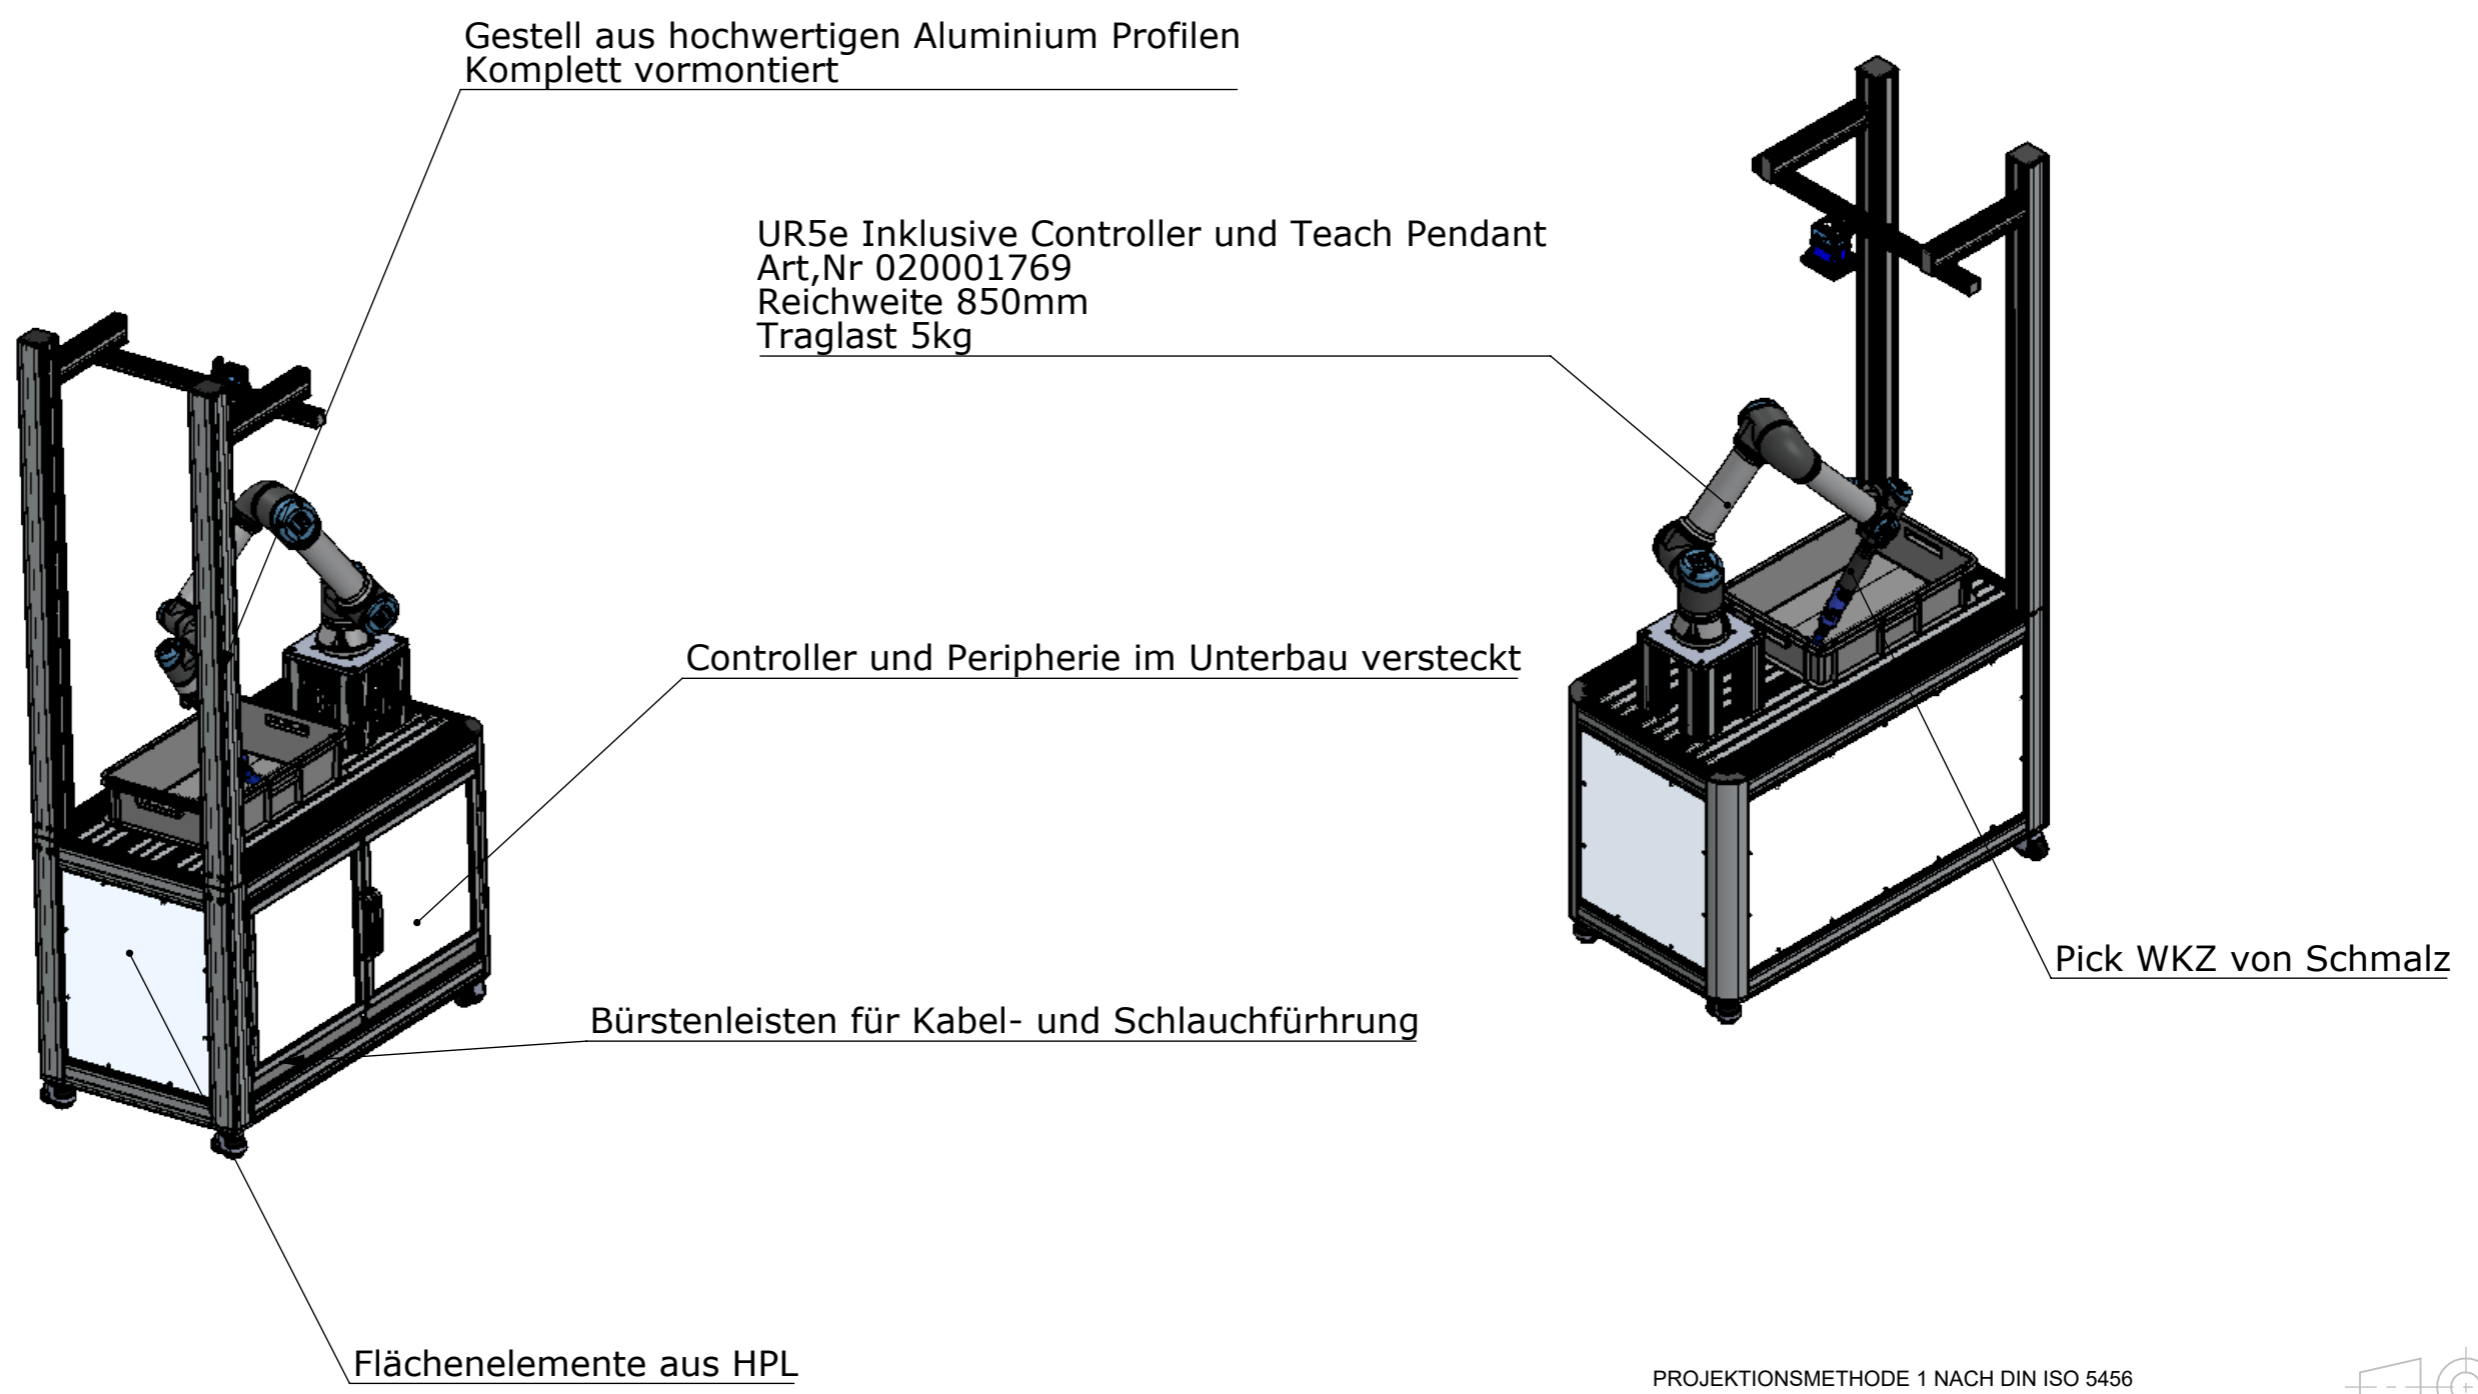 Gestell aus hochwertigen Aluminium Profilen
Komplett vormontiert
UR5e Inklusive Controller und Teach Pendant
Art,Nr 020001769
Reichweite 850mm
Traglast 5kg
Controller und Peripherie im Unterbau versteckt
Pick WKZ von Schmalz
Bürstenleisten für Kabel- und Schlauchfürhrung
Flächenelemente aus HPL
PROJEKTIONSMETHODE 1 NACH DIN ISO 5456